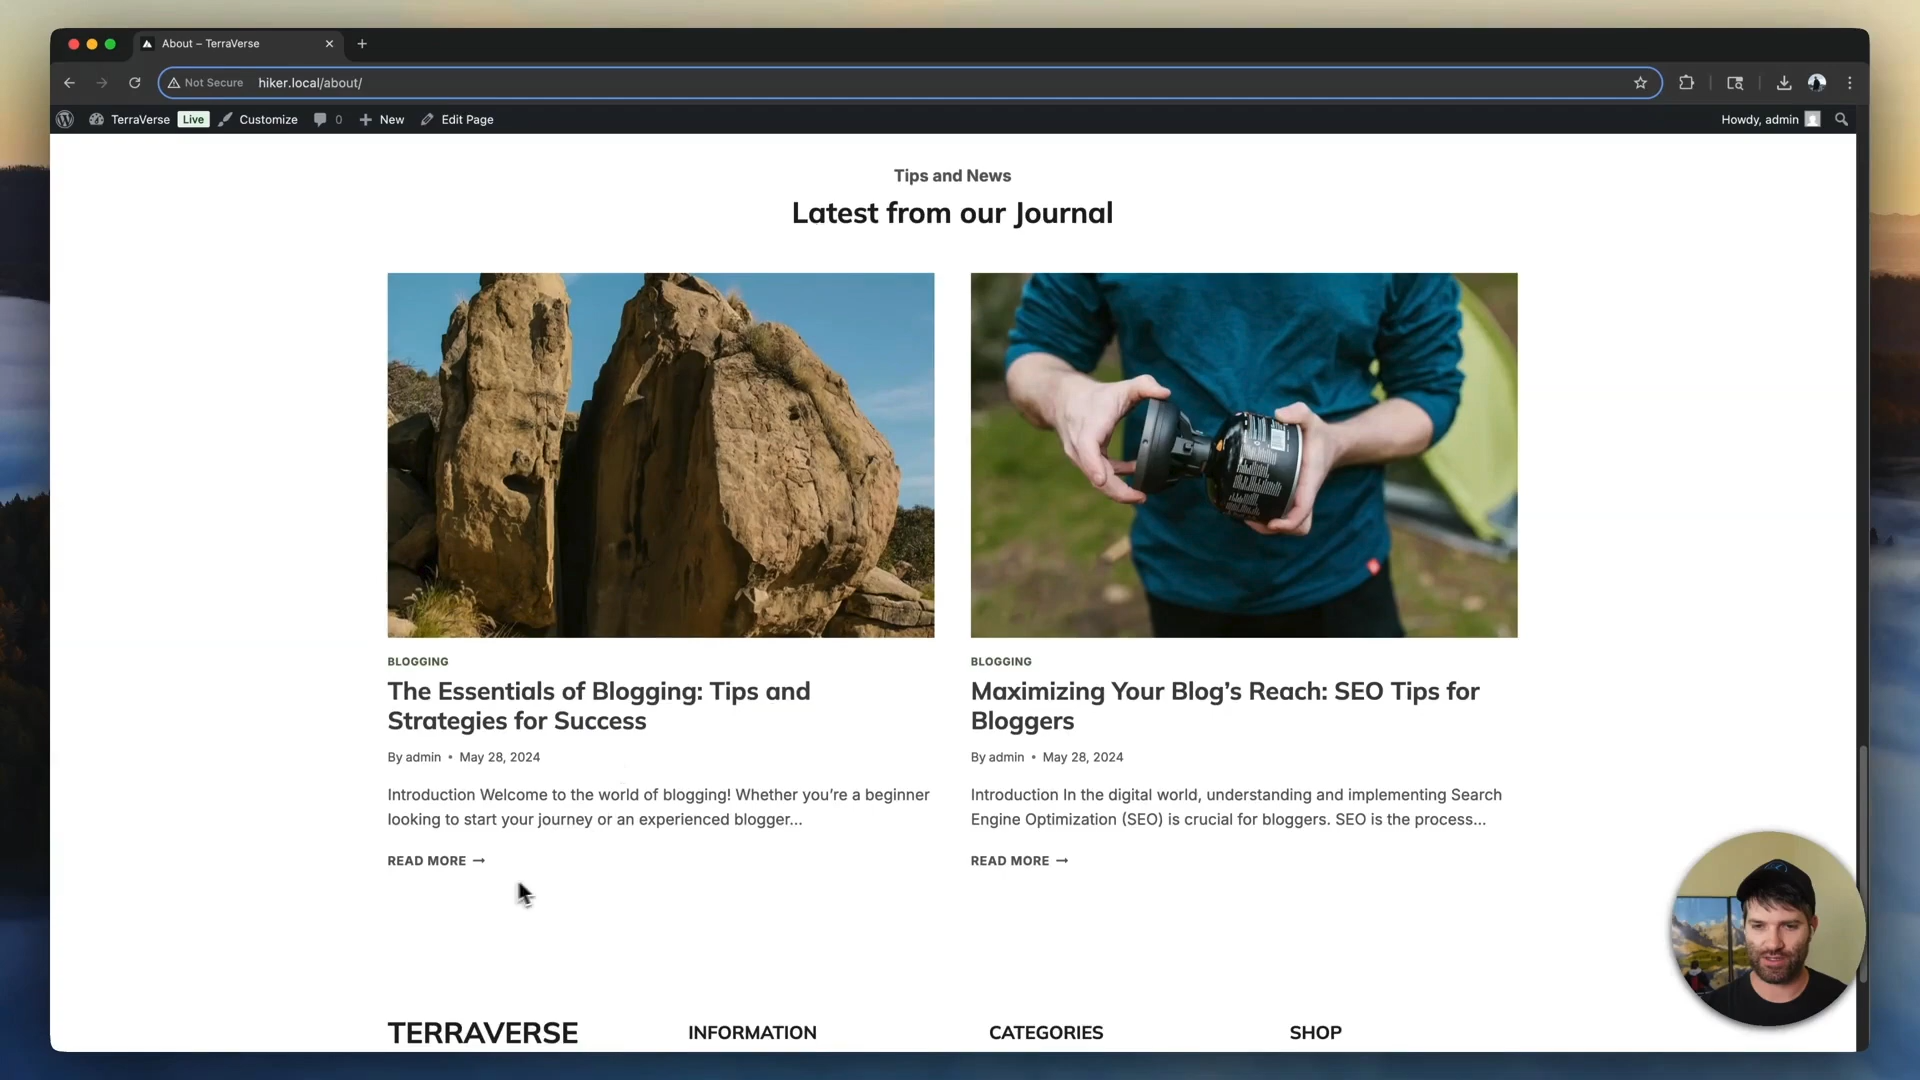 About – TerraVerse
Not Secure hiker.local/about/
TerraVerse Live Customize 0 New Edit Page Howdy, admin
Tips and News
Latest from our Journal
BLOGGING
The Essentials of Blogging: Tips and
Strategies for Success
By admin • May 28, 2024
Introduction Welcome to the world of blogging! Whether you’re a beginner
looking to start your journey or an experienced blogger...
READ MORE →
BLOGGING
Maximizing Your Blog’s Reach: SEO Tips for
Bloggers
By admin • May 28, 2024
Introduction In the digital world, understanding and implementing Search
Engine Optimization (SEO) is crucial for bloggers. SEO is the process...
READ MORE →
TERRAVERSE INFORMATION CATEGORIES SHOP